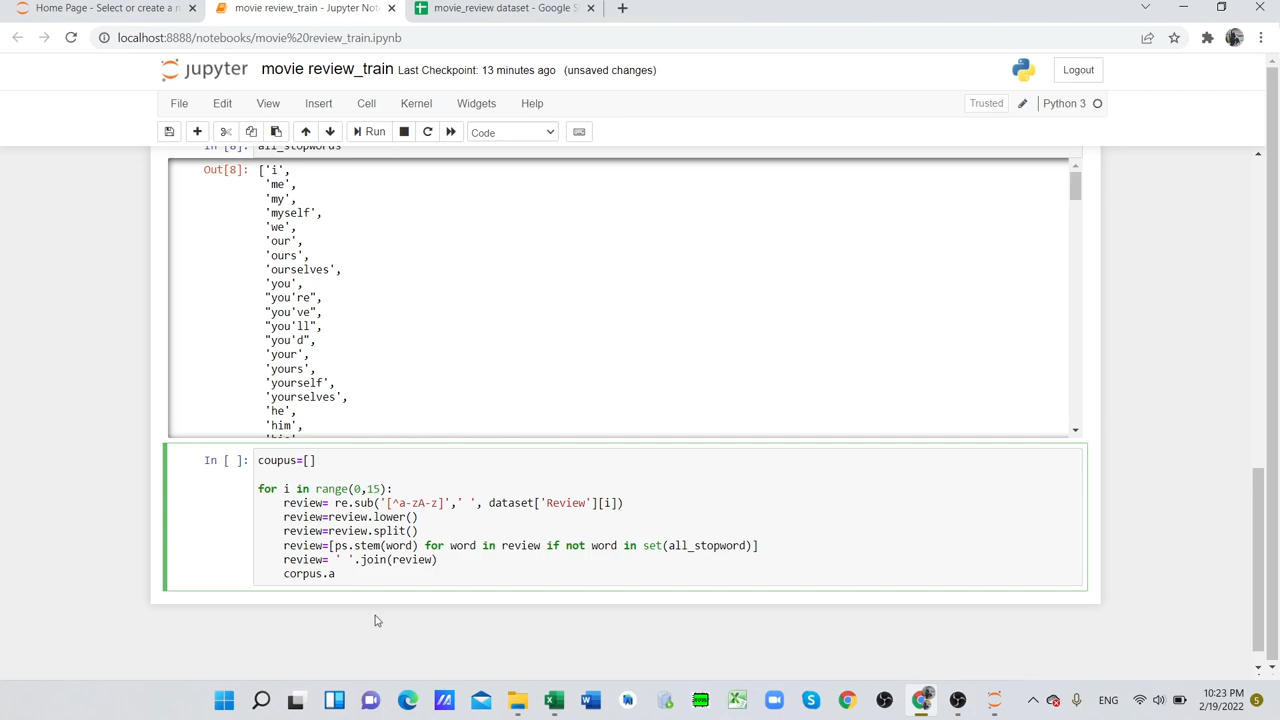 Home Page - Select or create a n
movie review_train - Jupyter Not
movie_review dataset - Google S
localhost:8888/notebooks/movie%20review_train.ipynb
jupyter movie review_train Last Checkpoint: 13 minutes ago (unsaved changes)
Logout
File Edit View Insert Cell Kernel Widgets Help
Trusted Python 3
Run Code
In [8]: all_stopwords
Out[8]: ['i',
'me',
'my',
'myself',
'we',
'our',
'ours',
'ourselves',
'you',
"you're",
"you've",
"you'll",
"you'd",
'your',
'yours',
'yourself',
'yourselves',
'he',
'him',
In [ ]: coupus=[]
for i in range(0,15):
review= re.sub('[^a-zA-z]',' ', dataset['Review'][i])
review=review.lower()
review=review.split()
review=[ps.stem(word) for word in review if not word in set(all_stopword)]
review= ' '.join(review)
corpus.a
ENG
10:23 PM
2/19/2022
5